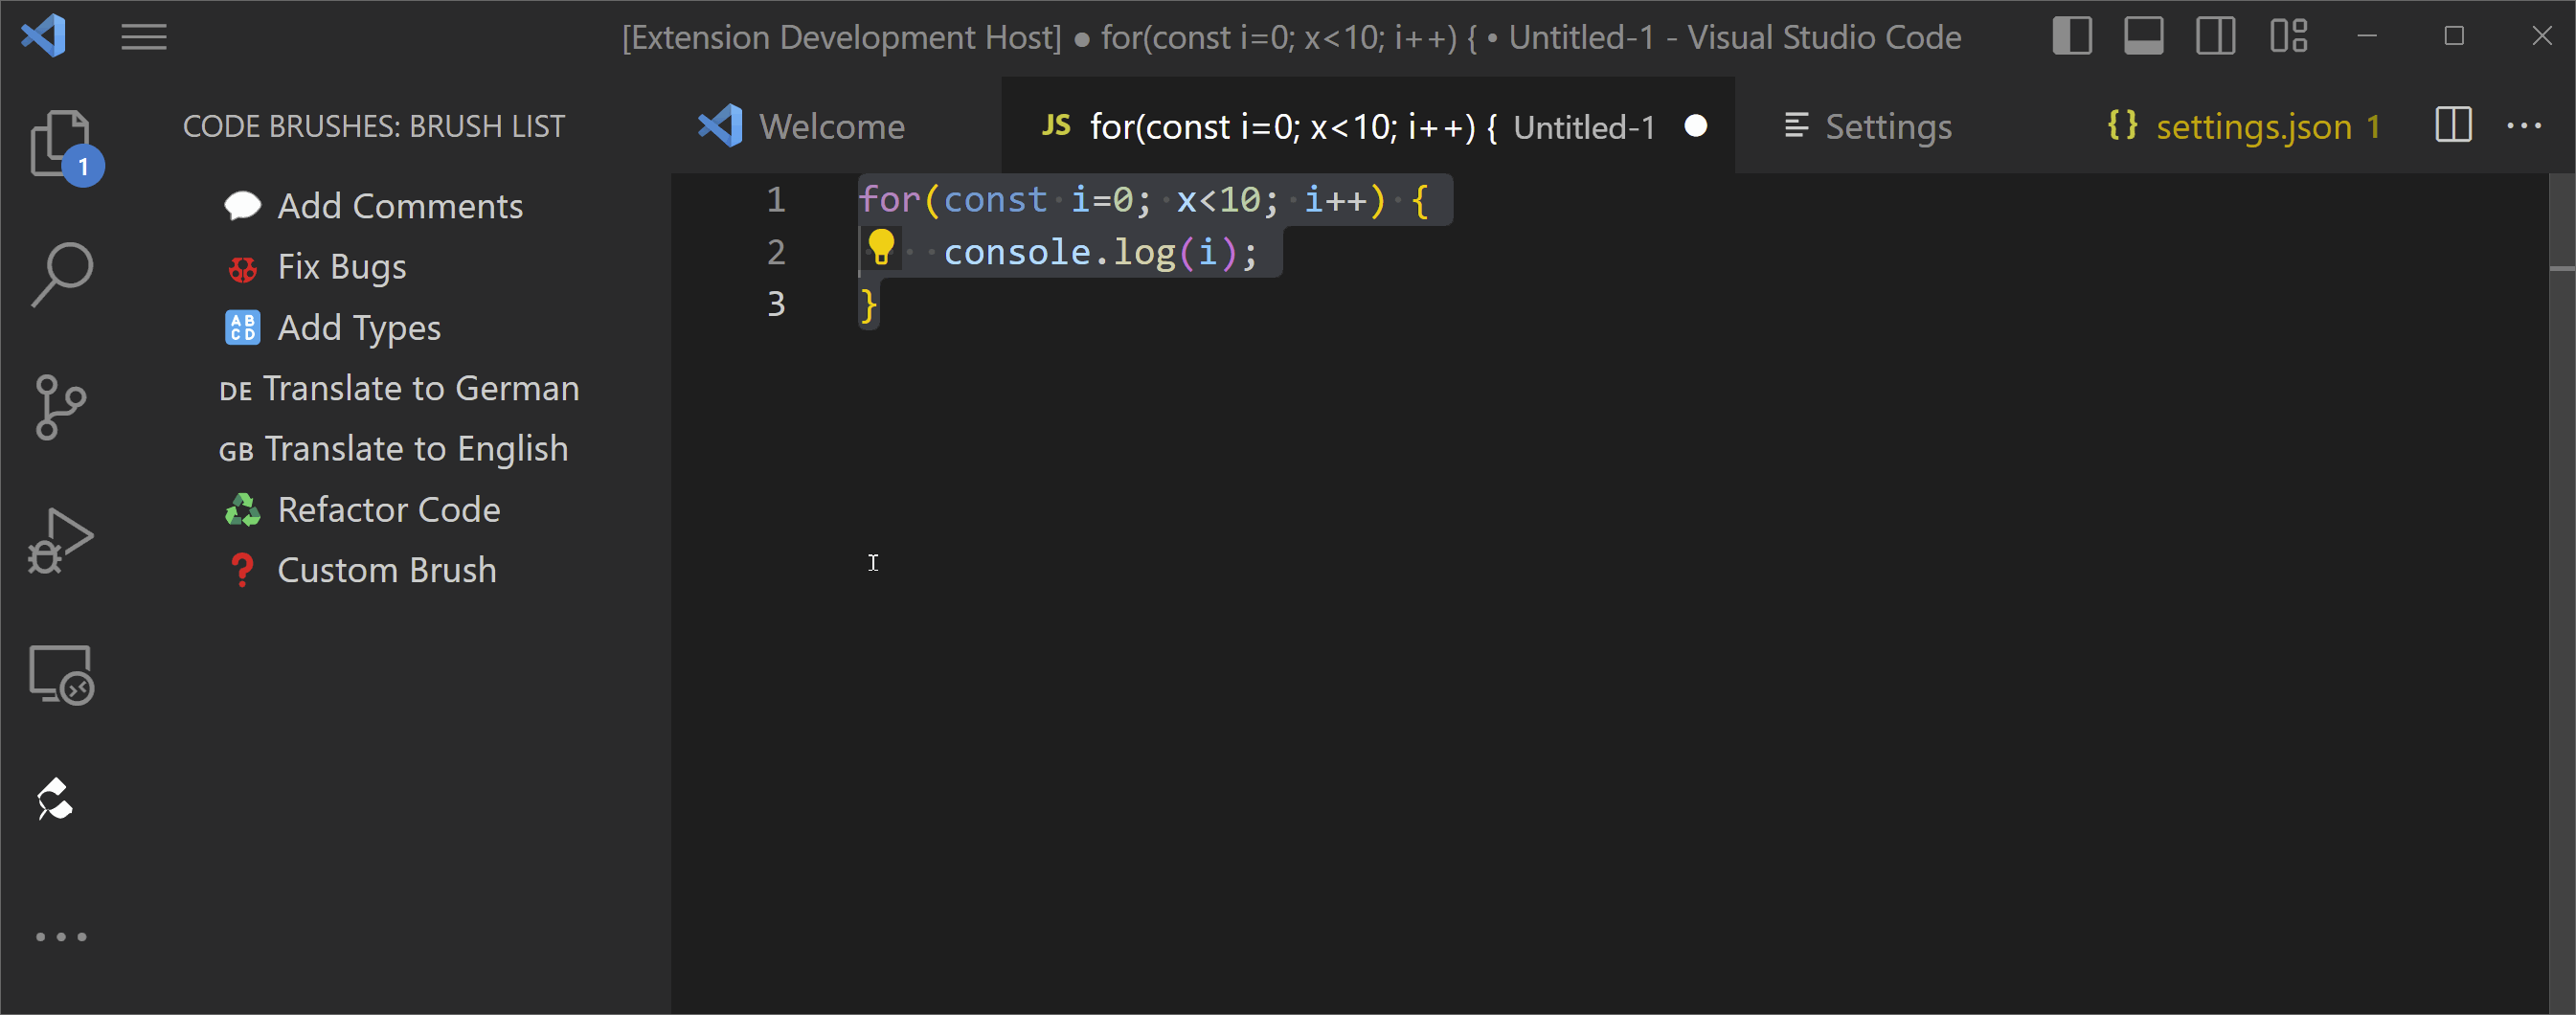 [Extension Development Host] ● for(const i=0; x<10; i++) { • Untitled-1 - Visual Studio Code
CODE BRUSHES: BRUSH LIST
Welcome
JS for(const i=0; x<10; i++) { Untitled-1 ●
Settings
{} settings.json 1
1
💬 Add Comments
🐞 Fix Bugs
🔠 Add Types
DE Translate to German
GB Translate to English
♻ Refactor Code
❓ Custom Brush
1 for(const i=0; x<10; i++) {
2 console.log(i);
3 }